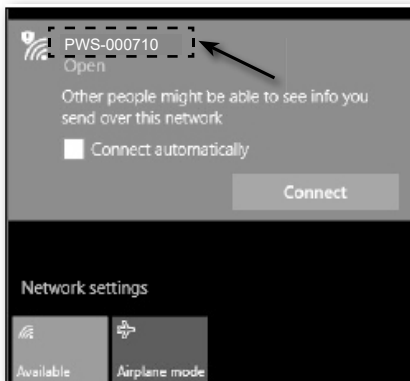 PWS-000710
Open
Other people might be able to see info you
send over this network
Connect automatically
Connect
Network settings
Available
Airplane mode